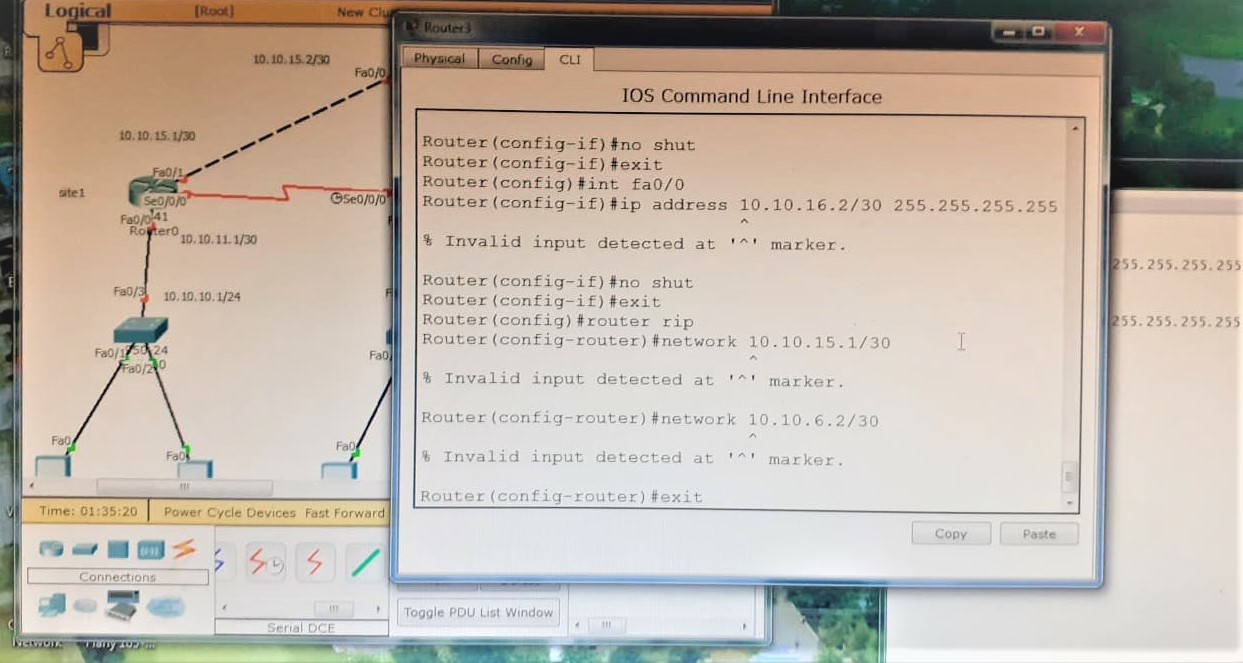 Logical
[Root]
New Clu
10.10.15.2/30
Fa0/0
10.10.15.1/30
Fa0/1
site1
Se0/0/0
Se0/0/0
Fa0/0
41
Router0
10.10.11.1/30
Fa0/3
10.10.10.1/24
Fa0/1
24
Fa0/2
Fa0
Fa0
Fa0
Fa0
Time: 01:35:20
Power Cycle Devices Fast Forward
Connections
Serial DCE
Toggle PDU List Window
Router3
Physical
Config
CLI
IOS Command Line Interface
Router(config-if)#no shut
Router(config-if)#exit
Router(config)#int fa0/0
Router(config-if)#ip address 10.10.16.2/30 255.255.255.255
^
% Invalid input detected at '^' marker.
Router(config-if)#no shut
Router(config-if)#exit
Router(config)#router rip
Router(config-router)#network 10.10.15.1/30
^
% Invalid input detected at '^' marker.
Router(config-router)#network 10.10.6.2/30
^
% Invalid input detected at '^' marker.
Router(config-router)#exit
Copy
Paste
255.255.255.255
255.255.255.255
Network